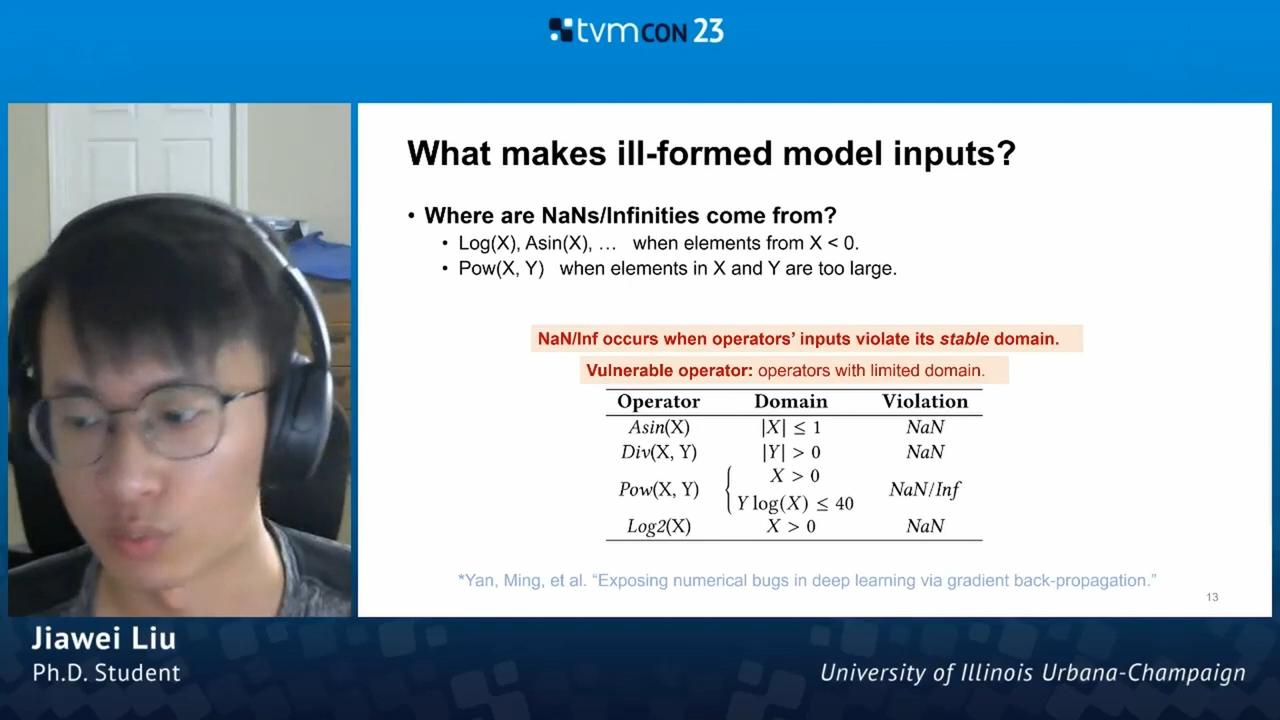 tvmcon 23
What makes ill-formed model inputs?
• Where are NaNs/Infinities come from?
• Log(X), Asin(X), … when elements from X < 0.
• Pow(X, Y) when elements in X and Y are too large.
NaN/Inf occurs when operators' inputs violate its stable domain.
Vulnerable operator: operators with limited domain.
Operator Domain Violation
Asin(X) |X| ≤ 1 NaN
Div(X, Y) |Y| > 0 NaN
Pow(X, Y) { X > 0 NaN/Inf
Y log(X) ≤ 40
Log2(X) X > 0 NaN
*Yan, Ming, et al. “Exposing numerical bugs in deep learning via gradient back-propagation.”
13
Jiawei Liu
Ph.D. Student
University of Illinois Urbana-Champaign